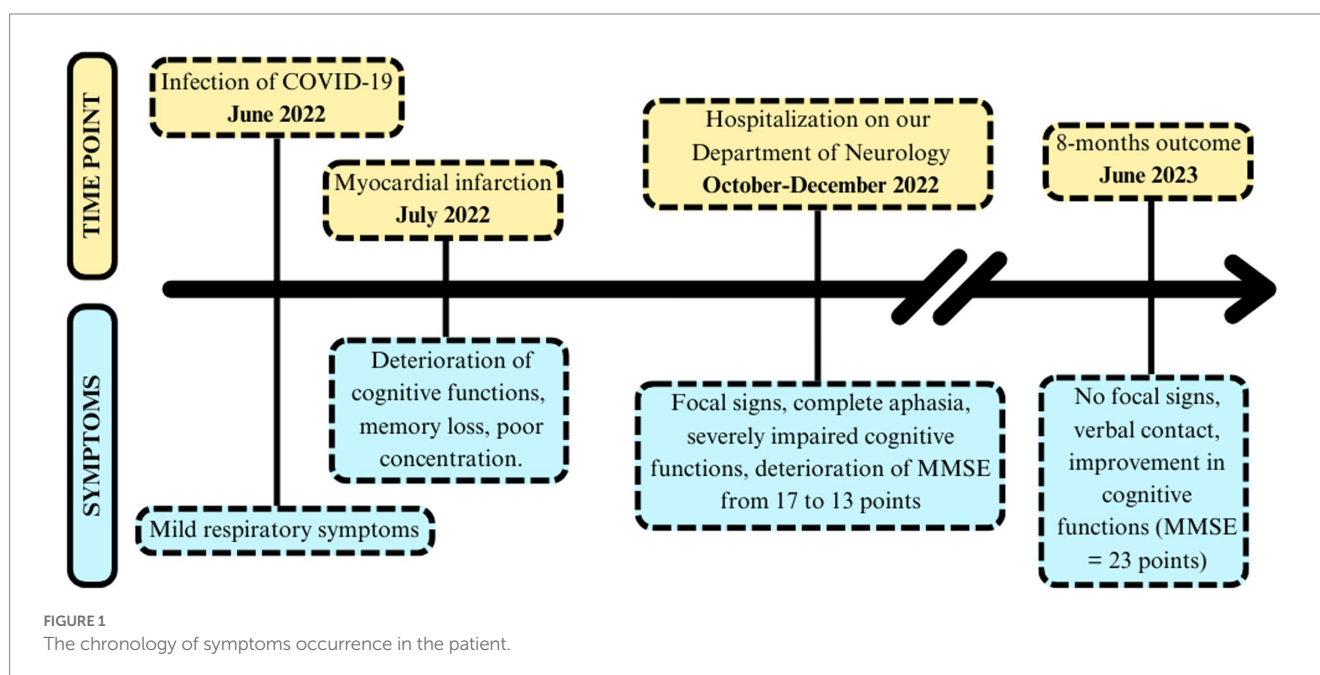 TIME POINT
Infection of COVID-19
June 2022
Myocardial infarction
July 2022
Hospitalization on our
Department of Neurology
October-December 2022
8-months outcome
June 2023
SYMPTOMS
Mild respiratory symptoms
Deterioration of
cognitive functions,
memory loss, poor
concentration.
Focal signs, complete aphasia,
severely impaired cognitive
functions, deterioration of MMSE
from 17 to 13 points
No focal signs,
verbal contact,
improvement in
cognitive
functions (MMSE
= 23 points)
FIGURE 1
The chronology of symptoms occurrence in the patient.